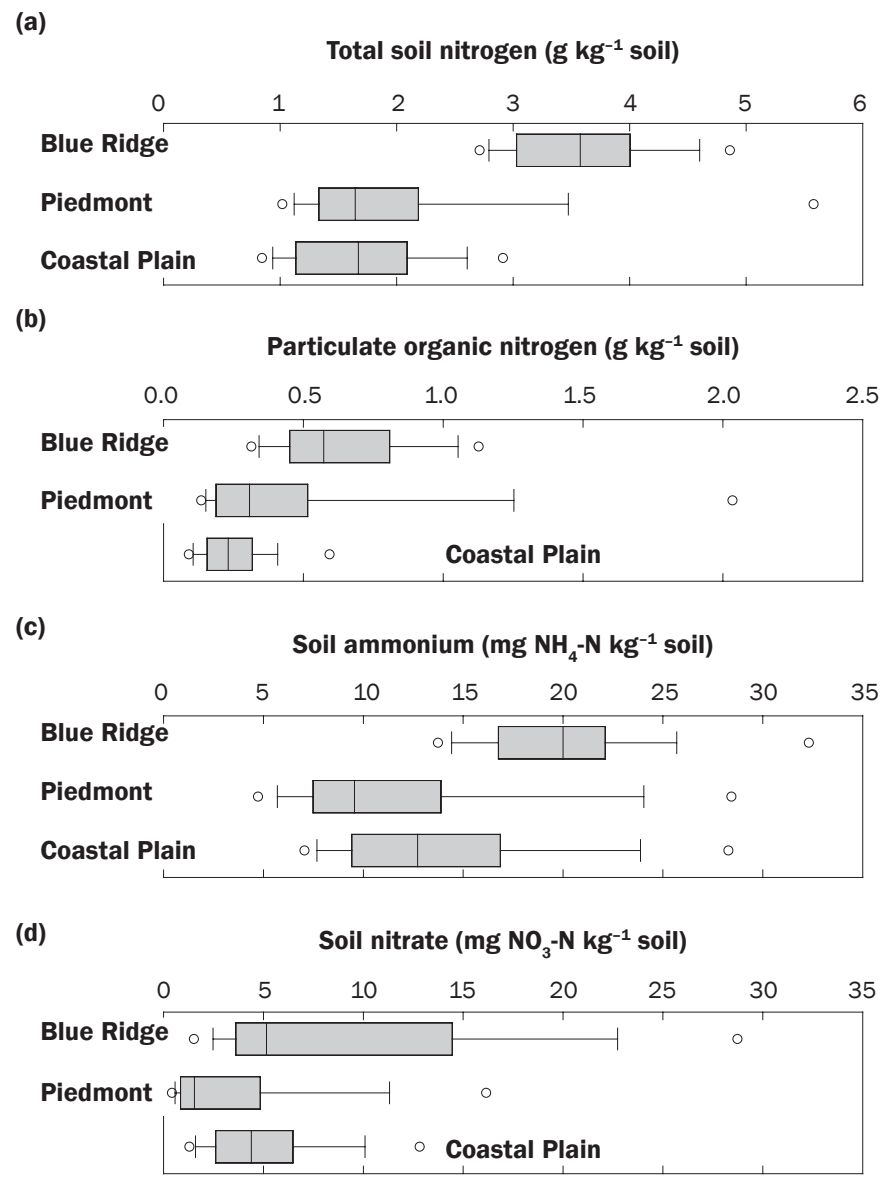 (a)
Total soil nitrogen (g kg⁻¹ soil)
0 1 2 3 4 5 6
Blue Ridge
Piedmont
Coastal Plain
(b)
Particulate organic nitrogen (g kg⁻¹ soil)
0.0 0.5 1.0 1.5 2.0 2.5
Blue Ridge
Piedmont
Coastal Plain
(c)
Soil ammonium (mg NH₄-N kg⁻¹ soil)
0 5 10 15 20 25 30 35
Blue Ridge
Piedmont
Coastal Plain
(d)
Soil nitrate (mg NO₃-N kg⁻¹ soil)
0 5 10 15 20 25 30 35
Blue Ridge
Piedmont
Coastal Plain